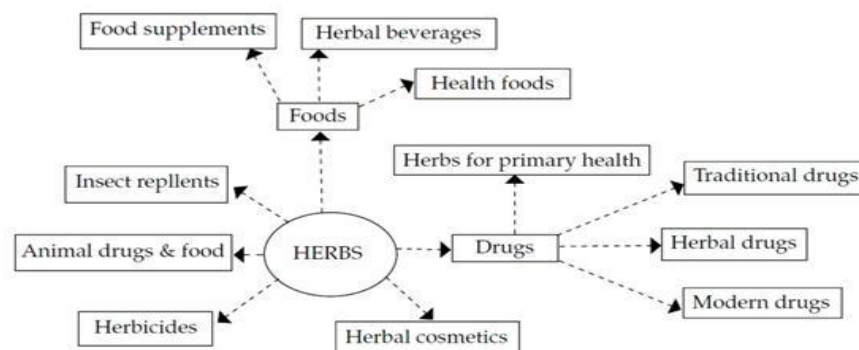 Food supplements
Herbal beverages
Health foods
Foods
Herbs for primary health
Insect repllents
Traditional drugs
Animal drugs & food
HERBS
Drugs
Herbal drugs
Herbicides
Herbal cosmetics
Modern drugs